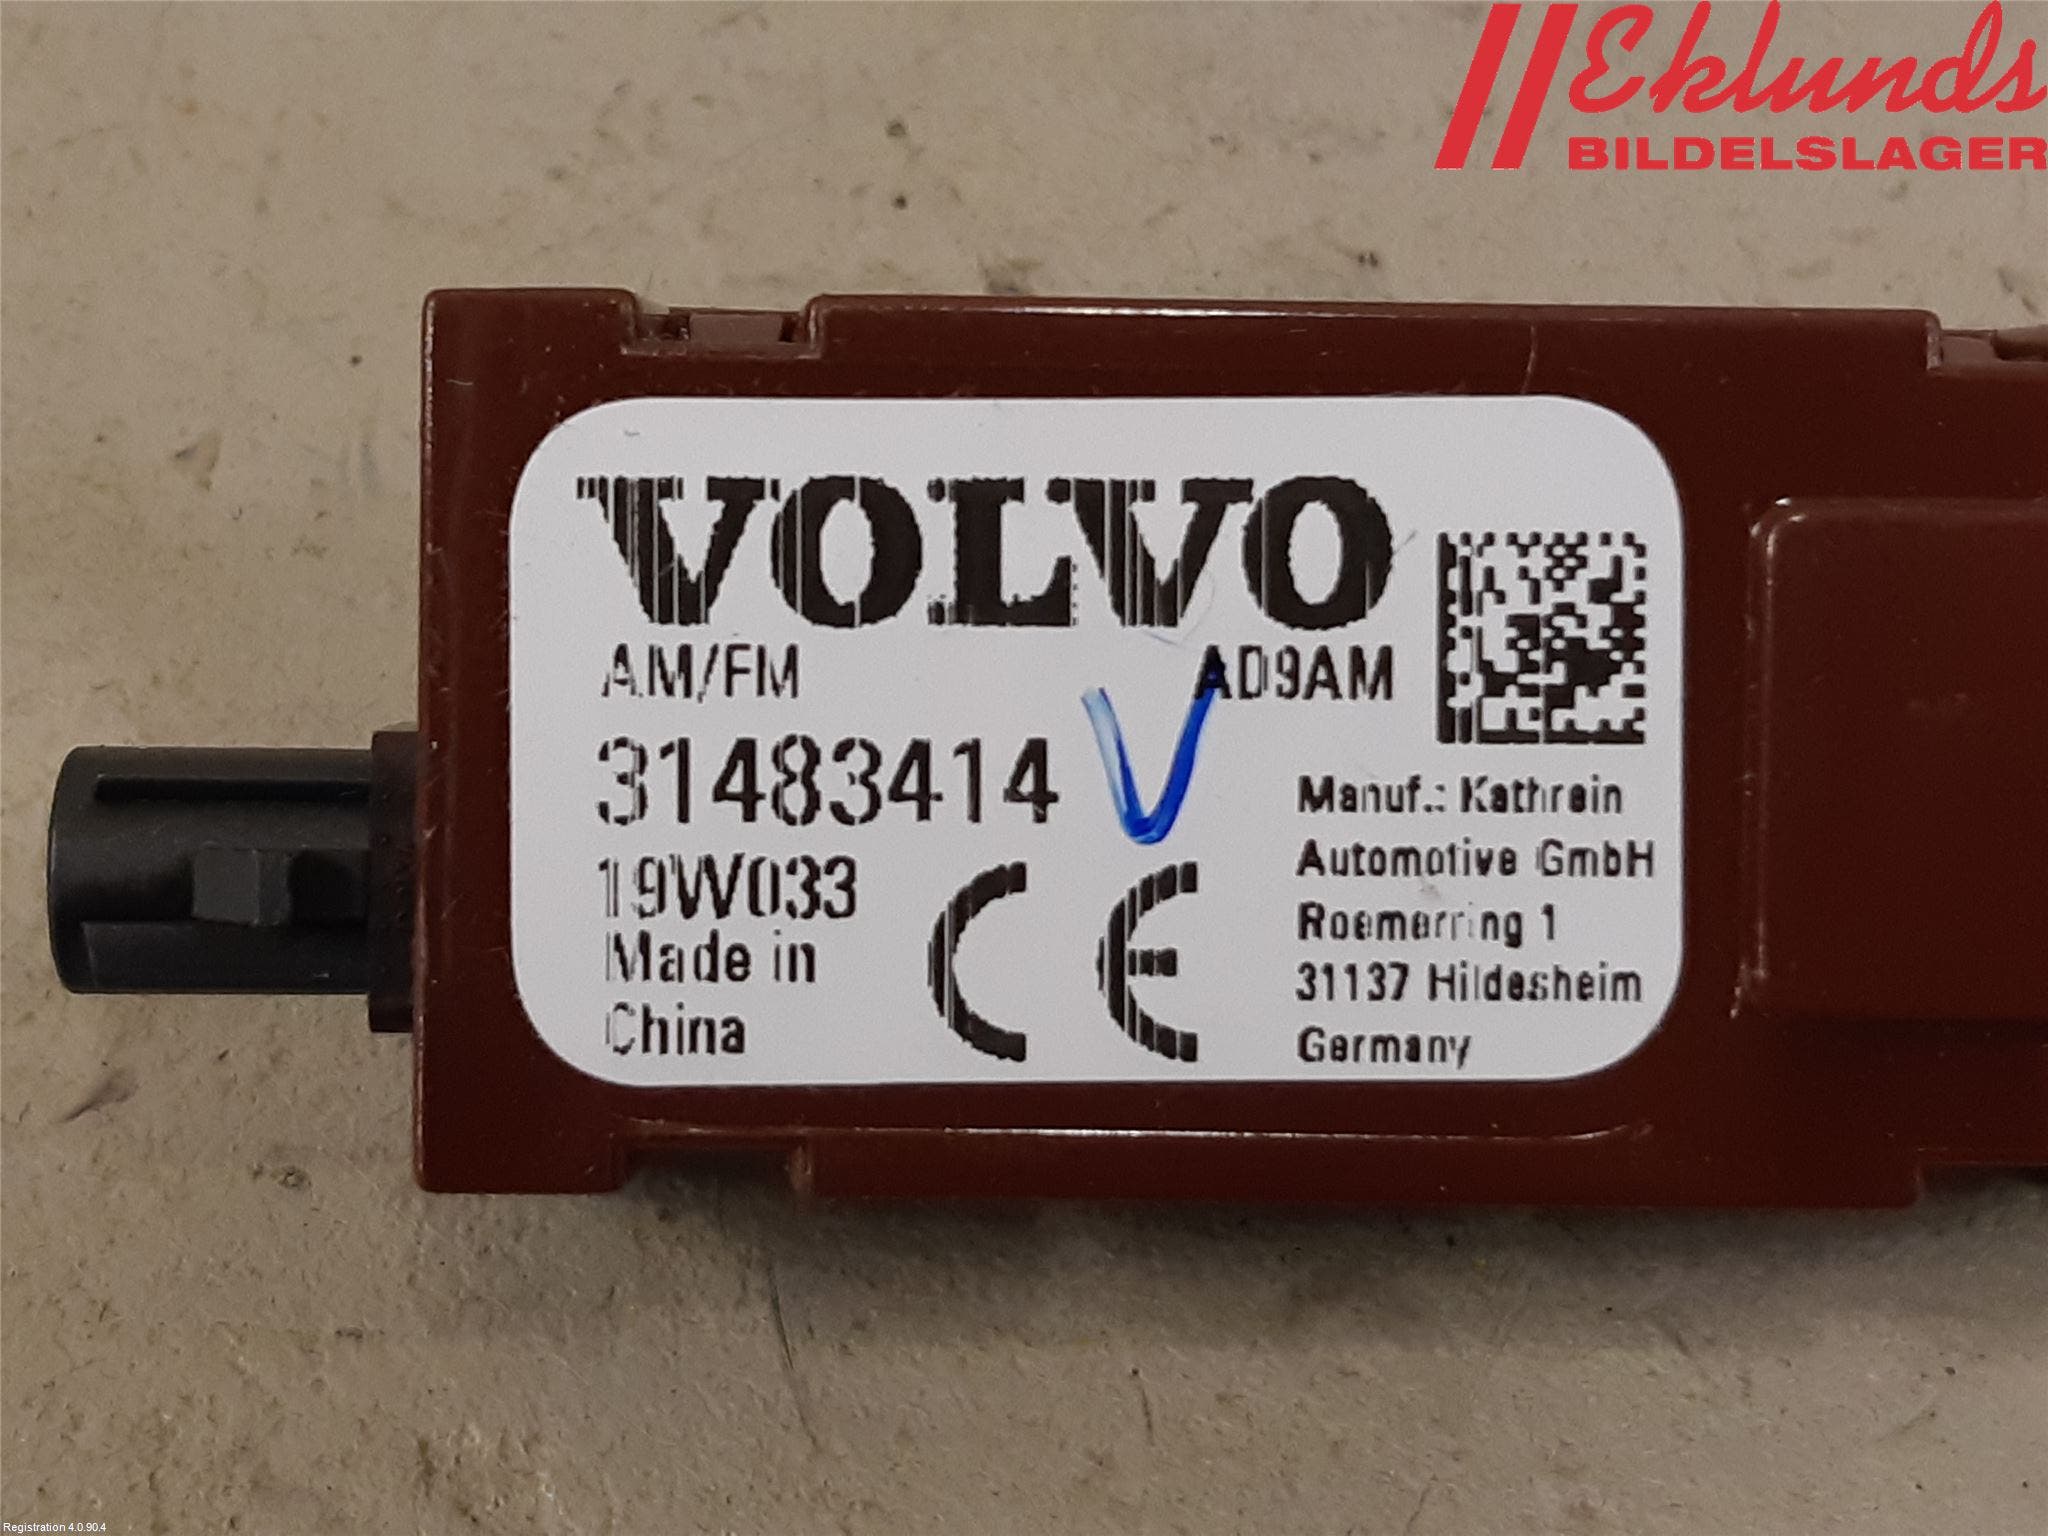 Eklunds
BILDELSLAGER
VOLVO
AM/FM AD9AM
31483414
19W033
Made in
China
CE
Manuf.: Kathrein
Automotive GmbH
Roemerring 1
31137 Hildesheim
Germany
Registration 4.0.90.4